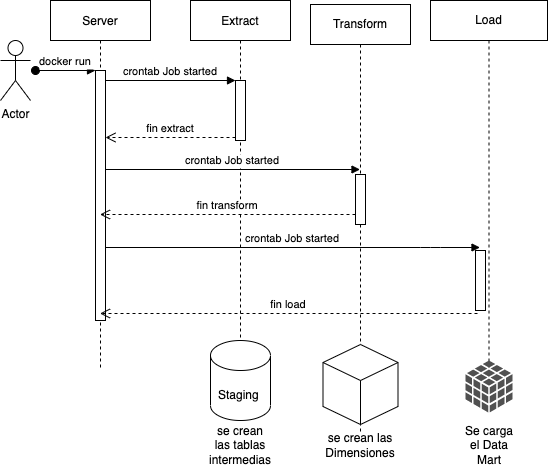 Server
Extract
Transform
Load
docker run
Actor
crontab Job started
fin extract
crontab Job started
fin transform
crontab Job started
fin load
Staging
se crean
las tablas
intermedias
se crean las
Dimensiones
Se carga
el Data
Mart